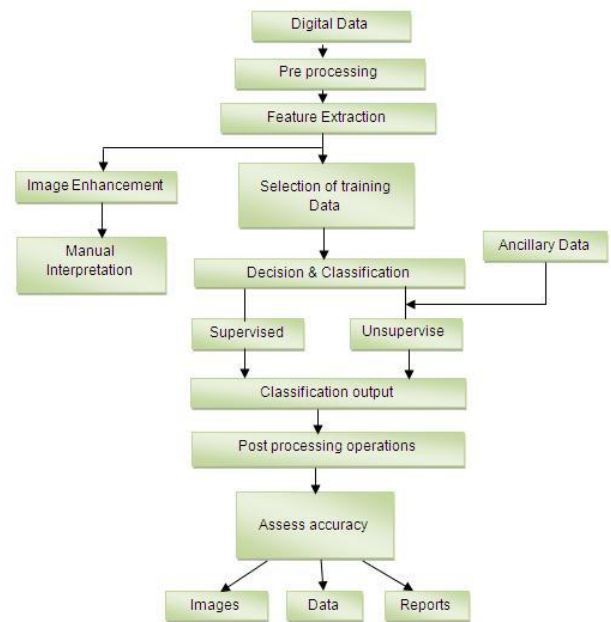 Digital Data
Pre processing
Feature Extraction
Image Enhancement
Selection of training
Data
Manual
Interpretation
Ancillary Data
Decision & Classification
Supervised
Unsupervise
Classification output
Post processing operations
Assess accuracy
Images
Data
Reports